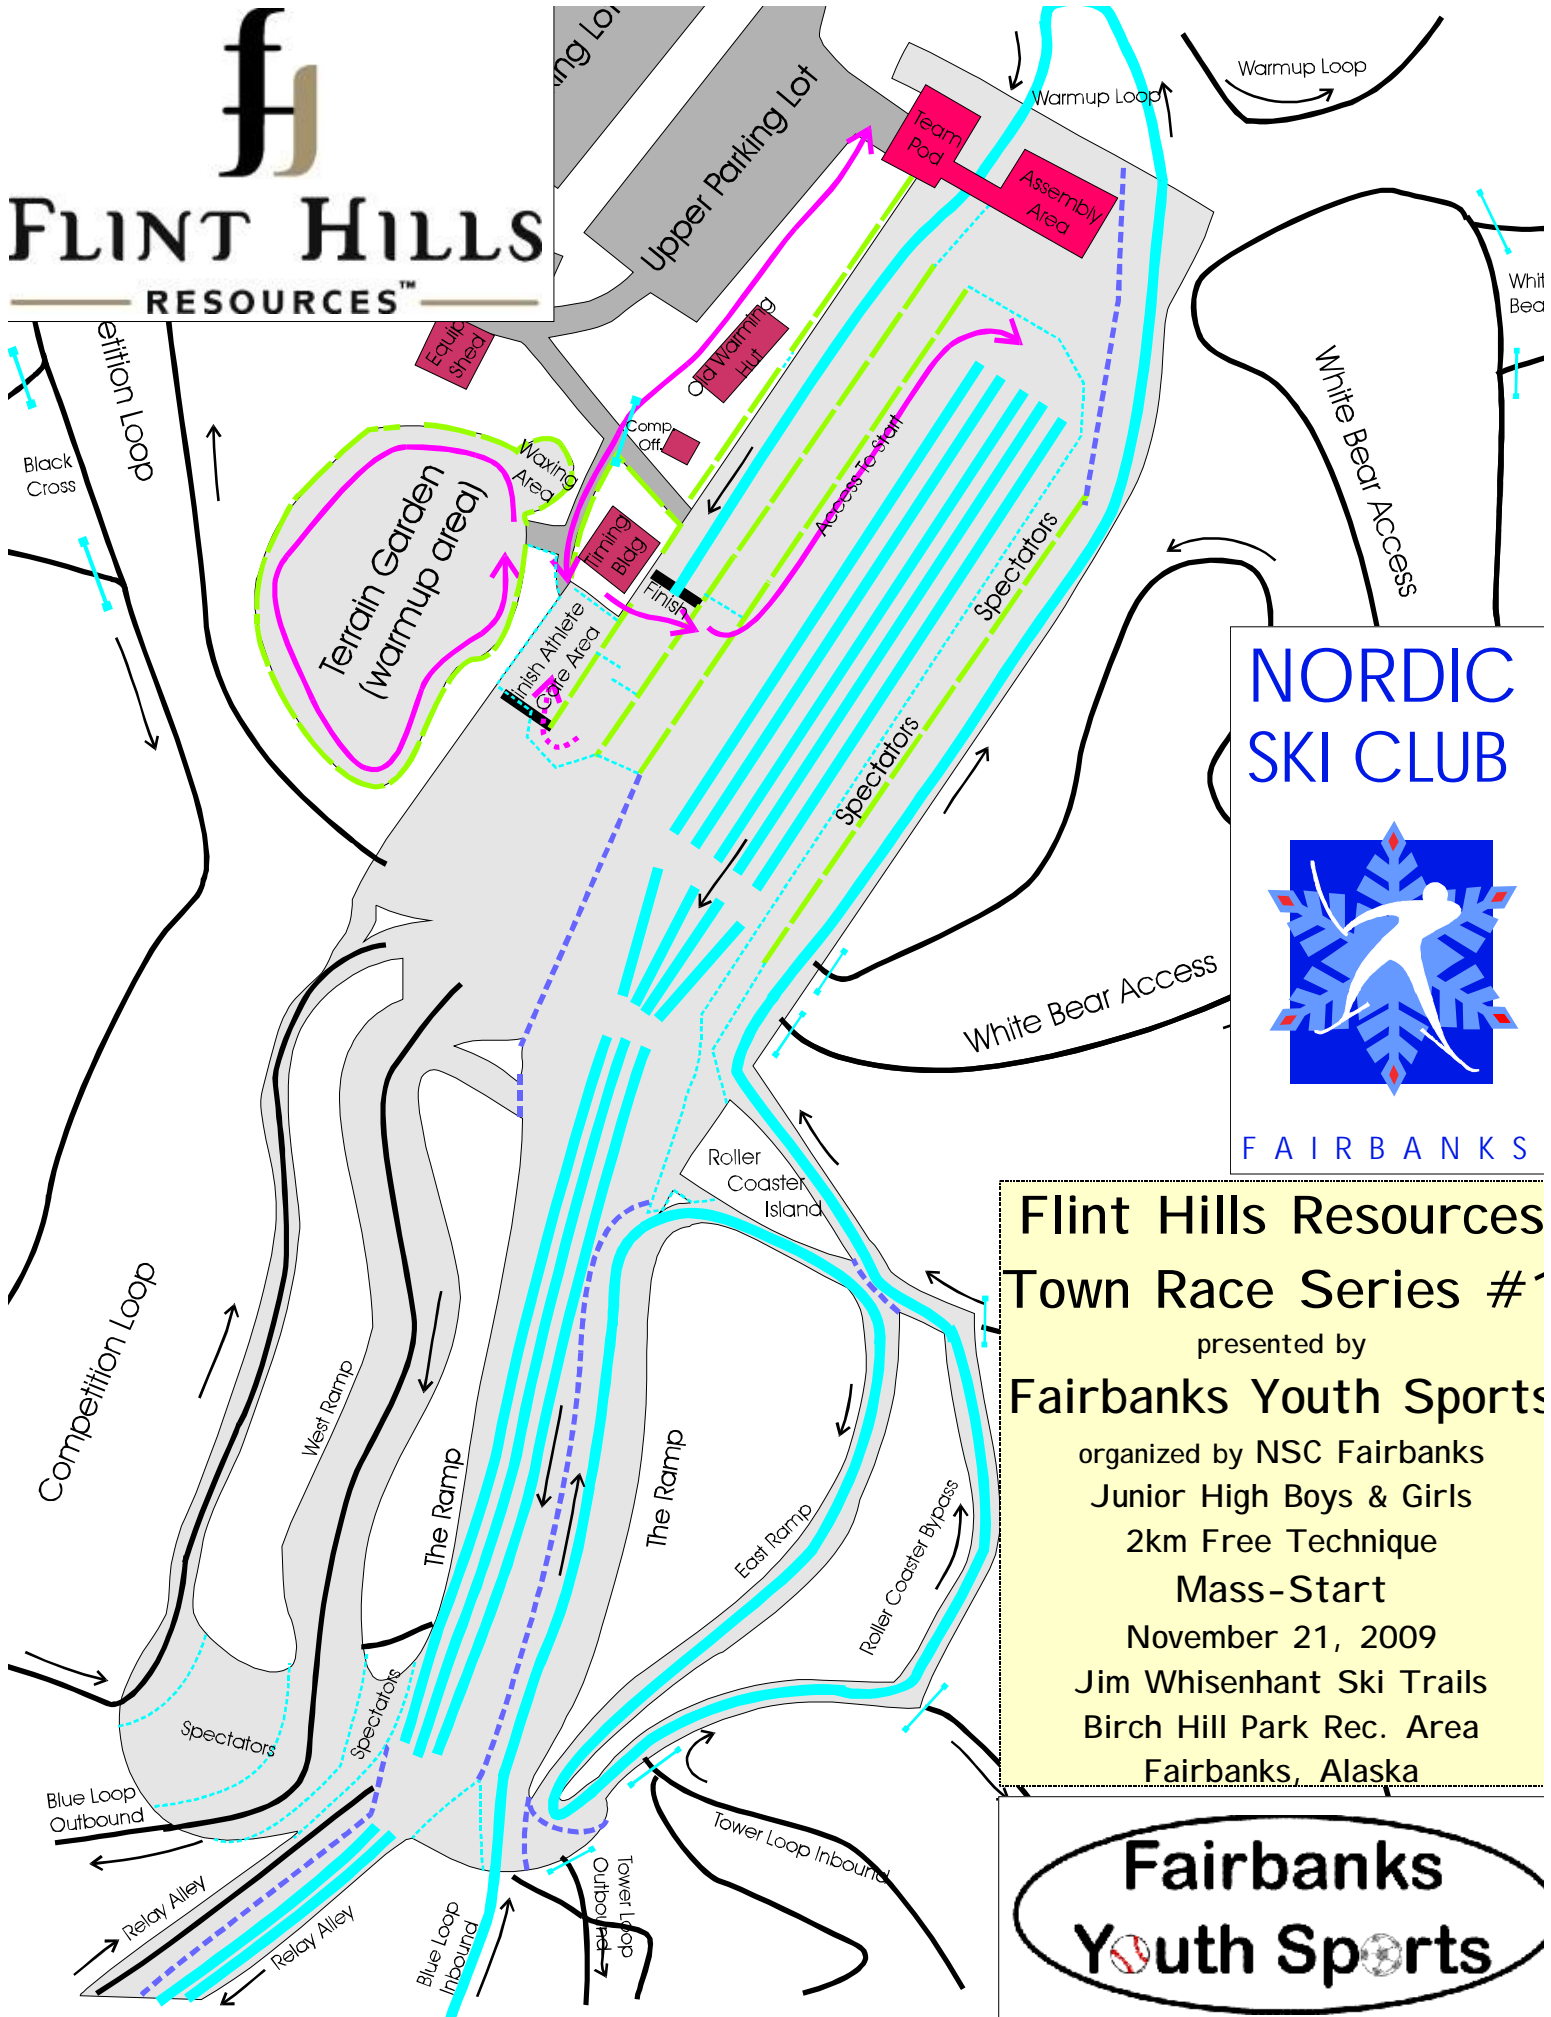 FLINT HILLS
RESOURCES™
Upper Parking Lot
Warmup Loop
Warmup Loop
Team
Pod
Assembly
Area
Old Warming
Hut
Shed
Comp.
Off.
Waxing
Area
Timing
Bldg
Finish
Finish Athlete
Care Area
Access To Start
Terrain Garden
(warmup area)
Black
Cross
Spectators
Spectators
White Bear Access
White Bear Access
Roller
Coaster
Island
NORDIC
SKI CLUB
FAIRBANKS
Competition Loop
West Ramp
The Ramp
The Ramp
East Ramp
Roller Coaster Bypass
Spectators
Spectators
Blue Loop
Outbound
Relay Alley
Relay Alley
Blue Loop
Inbound
Tower Loop
Outbound
Tower Loop Inbound
Flint Hills Resources
Town Race Series #1
presented by
Fairbanks Youth Sports
organized by NSC Fairbanks
Junior High Boys & Girls
2km Free Technique
Mass-Start
November 21, 2009
Jim Whisenhant Ski Trails
Birch Hill Park Rec. Area
Fairbanks, Alaska
Fairbanks
Youth Sports